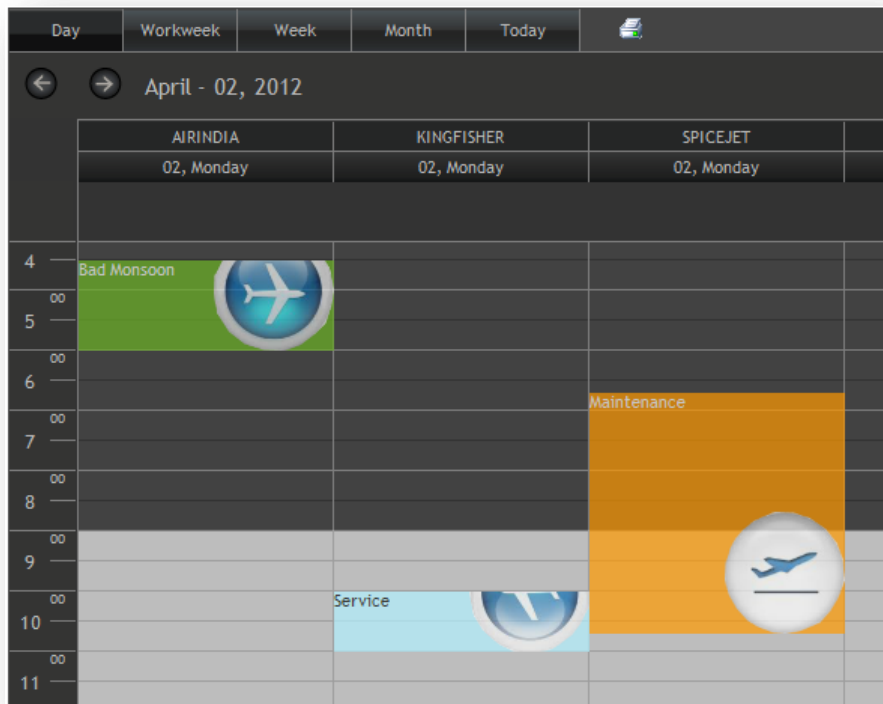 Day Workweek Week Month Today
April - 02, 2012
AIRINDIA KINGFISHER SPICEJET
02, Monday 02, Monday 02, Monday
4
Bad Monsoon
00
5
00
6
Maintenance
00
7
00
8
00
9
00
Service
10
00
11